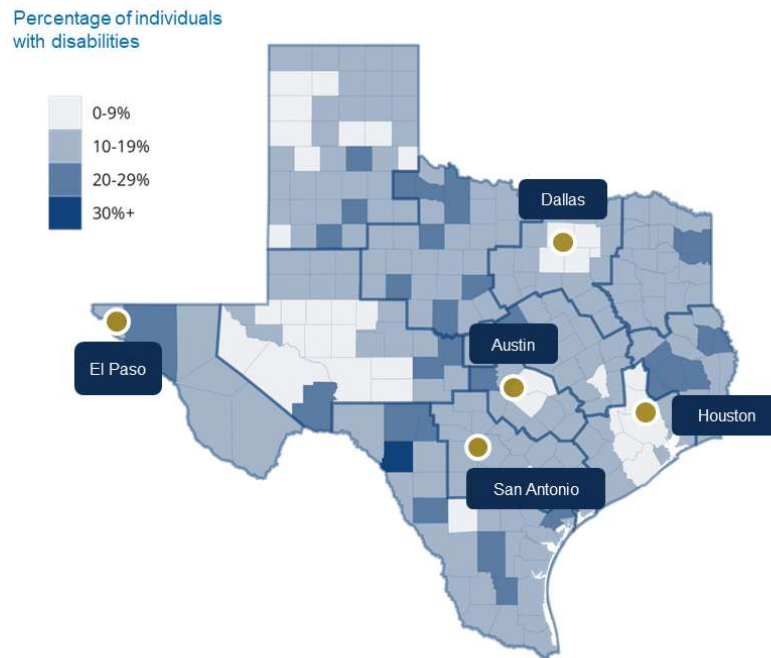 Percentage of individuals
with disabilities
0-9%
10-19%
20-29%
30%+
Dallas
Austin
El Paso
Houston
San Antonio